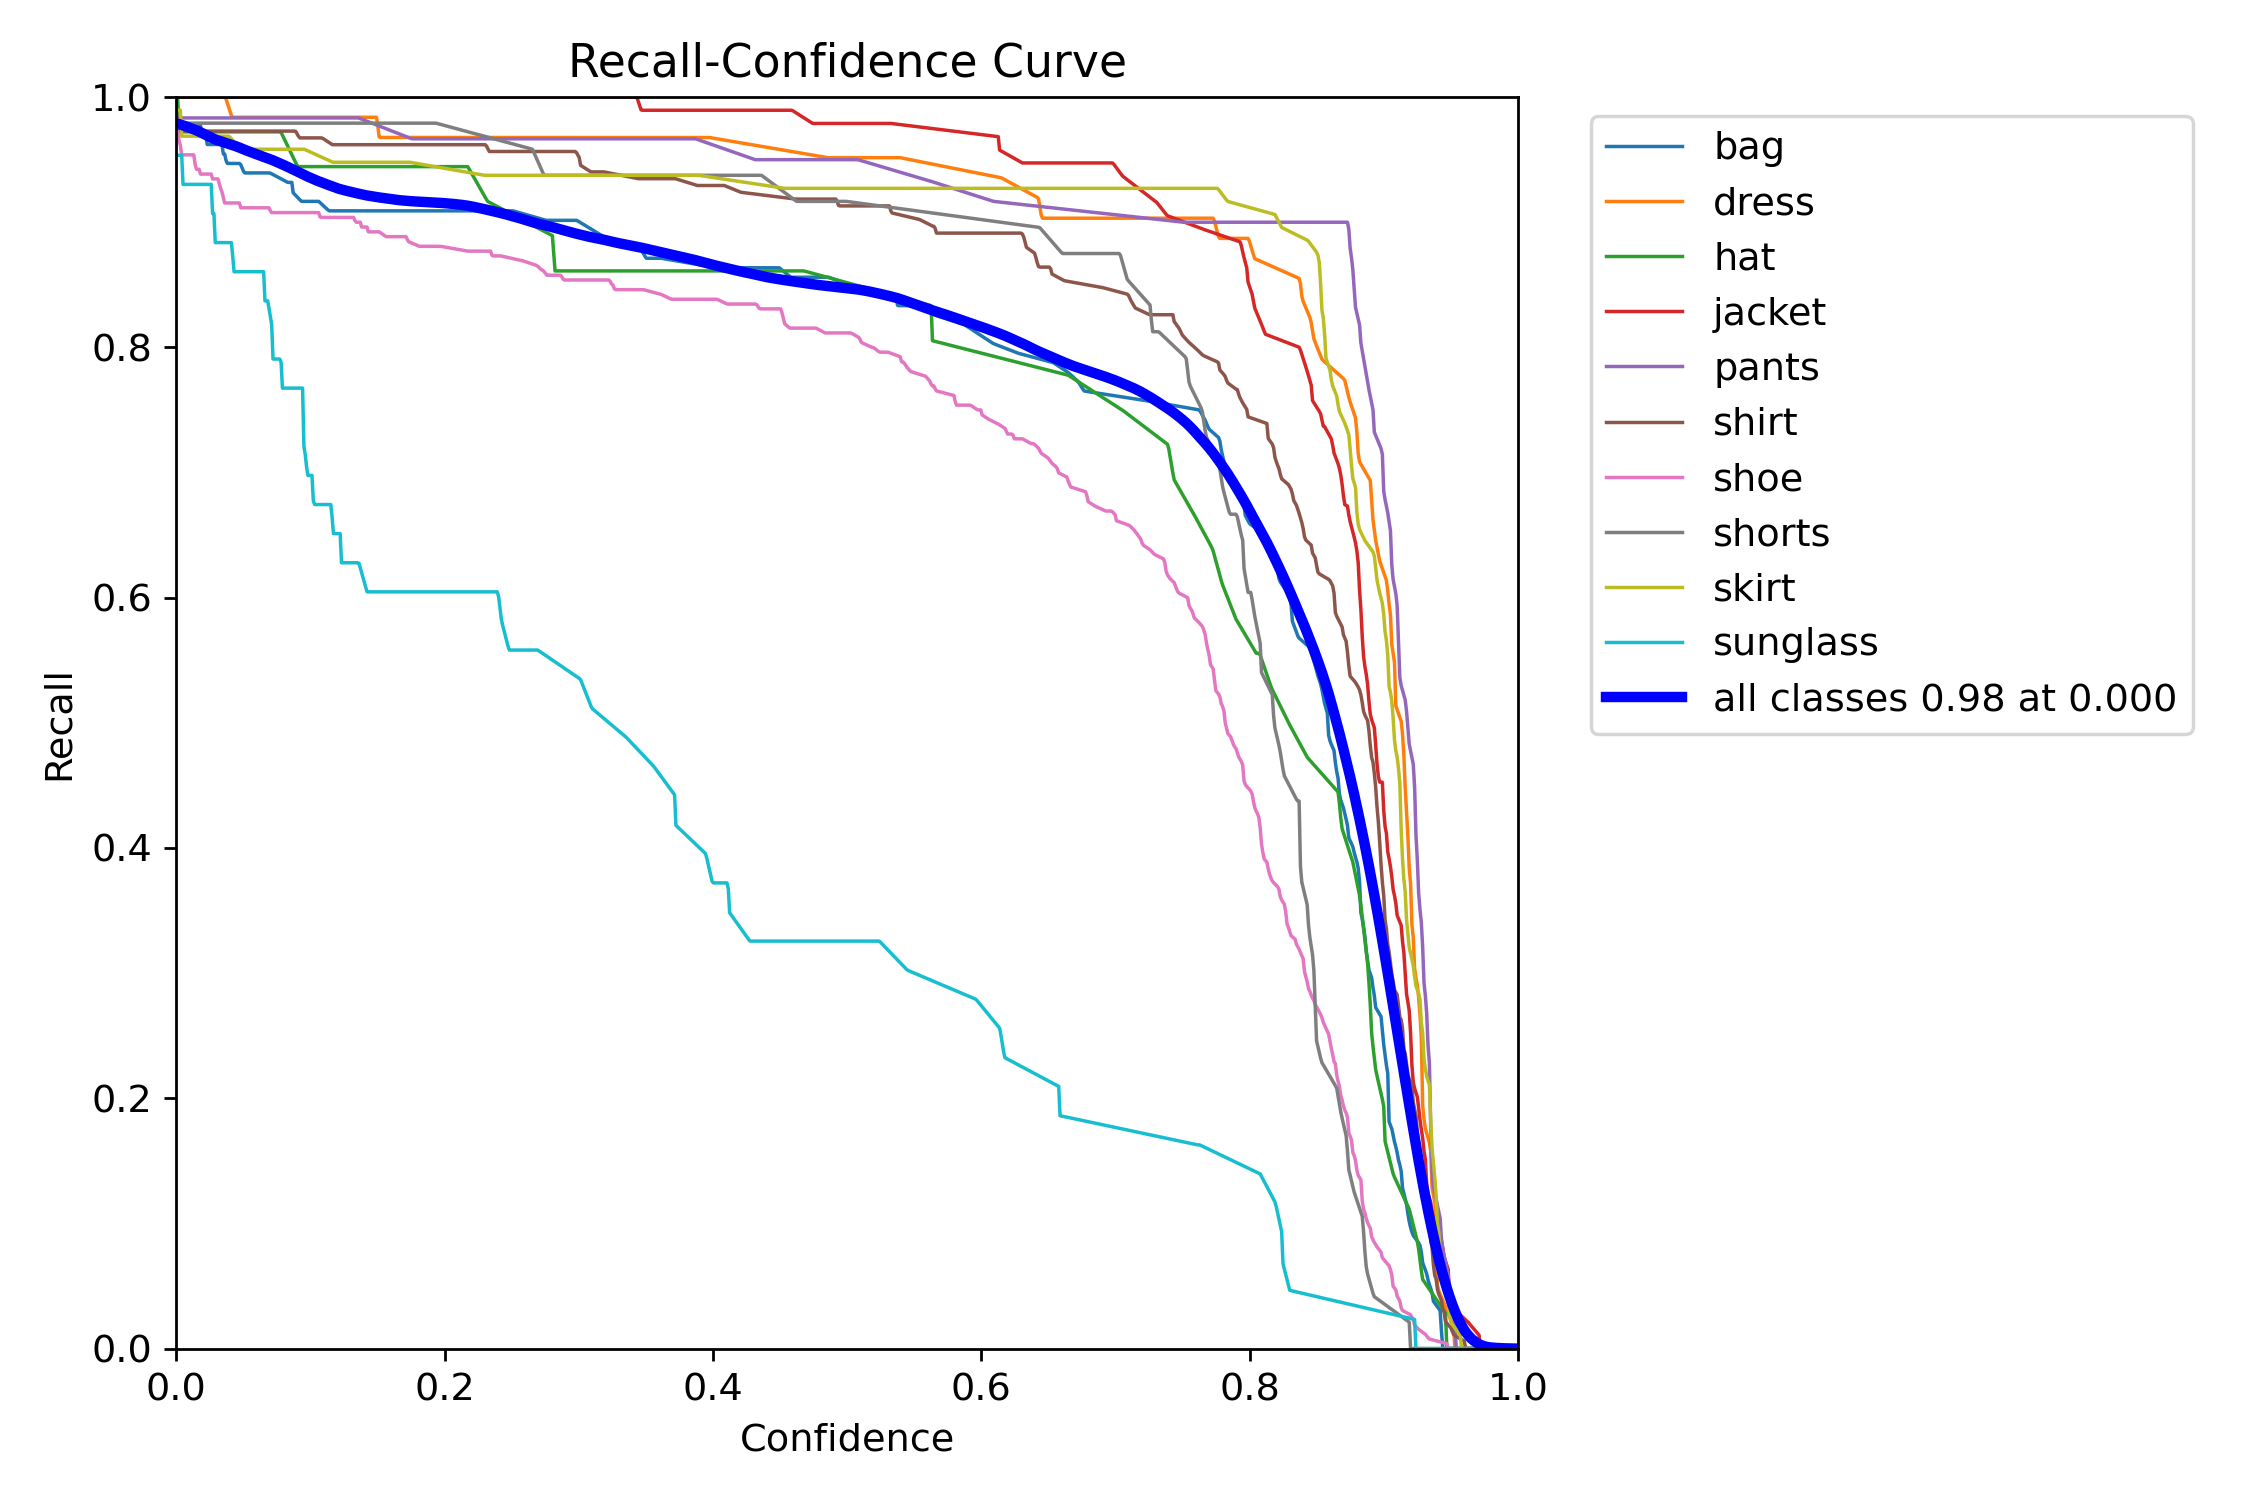 Recall-Confidence Curve
1.0
0.8
0.6
0.4
0.2
0.0
Recall
0.0 0.2 0.4 0.6 0.8 1.0
Confidence
bag
dress
hat
jacket
pants
shirt
shoe
shorts
skirt
sunglass
all classes 0.98 at 0.000